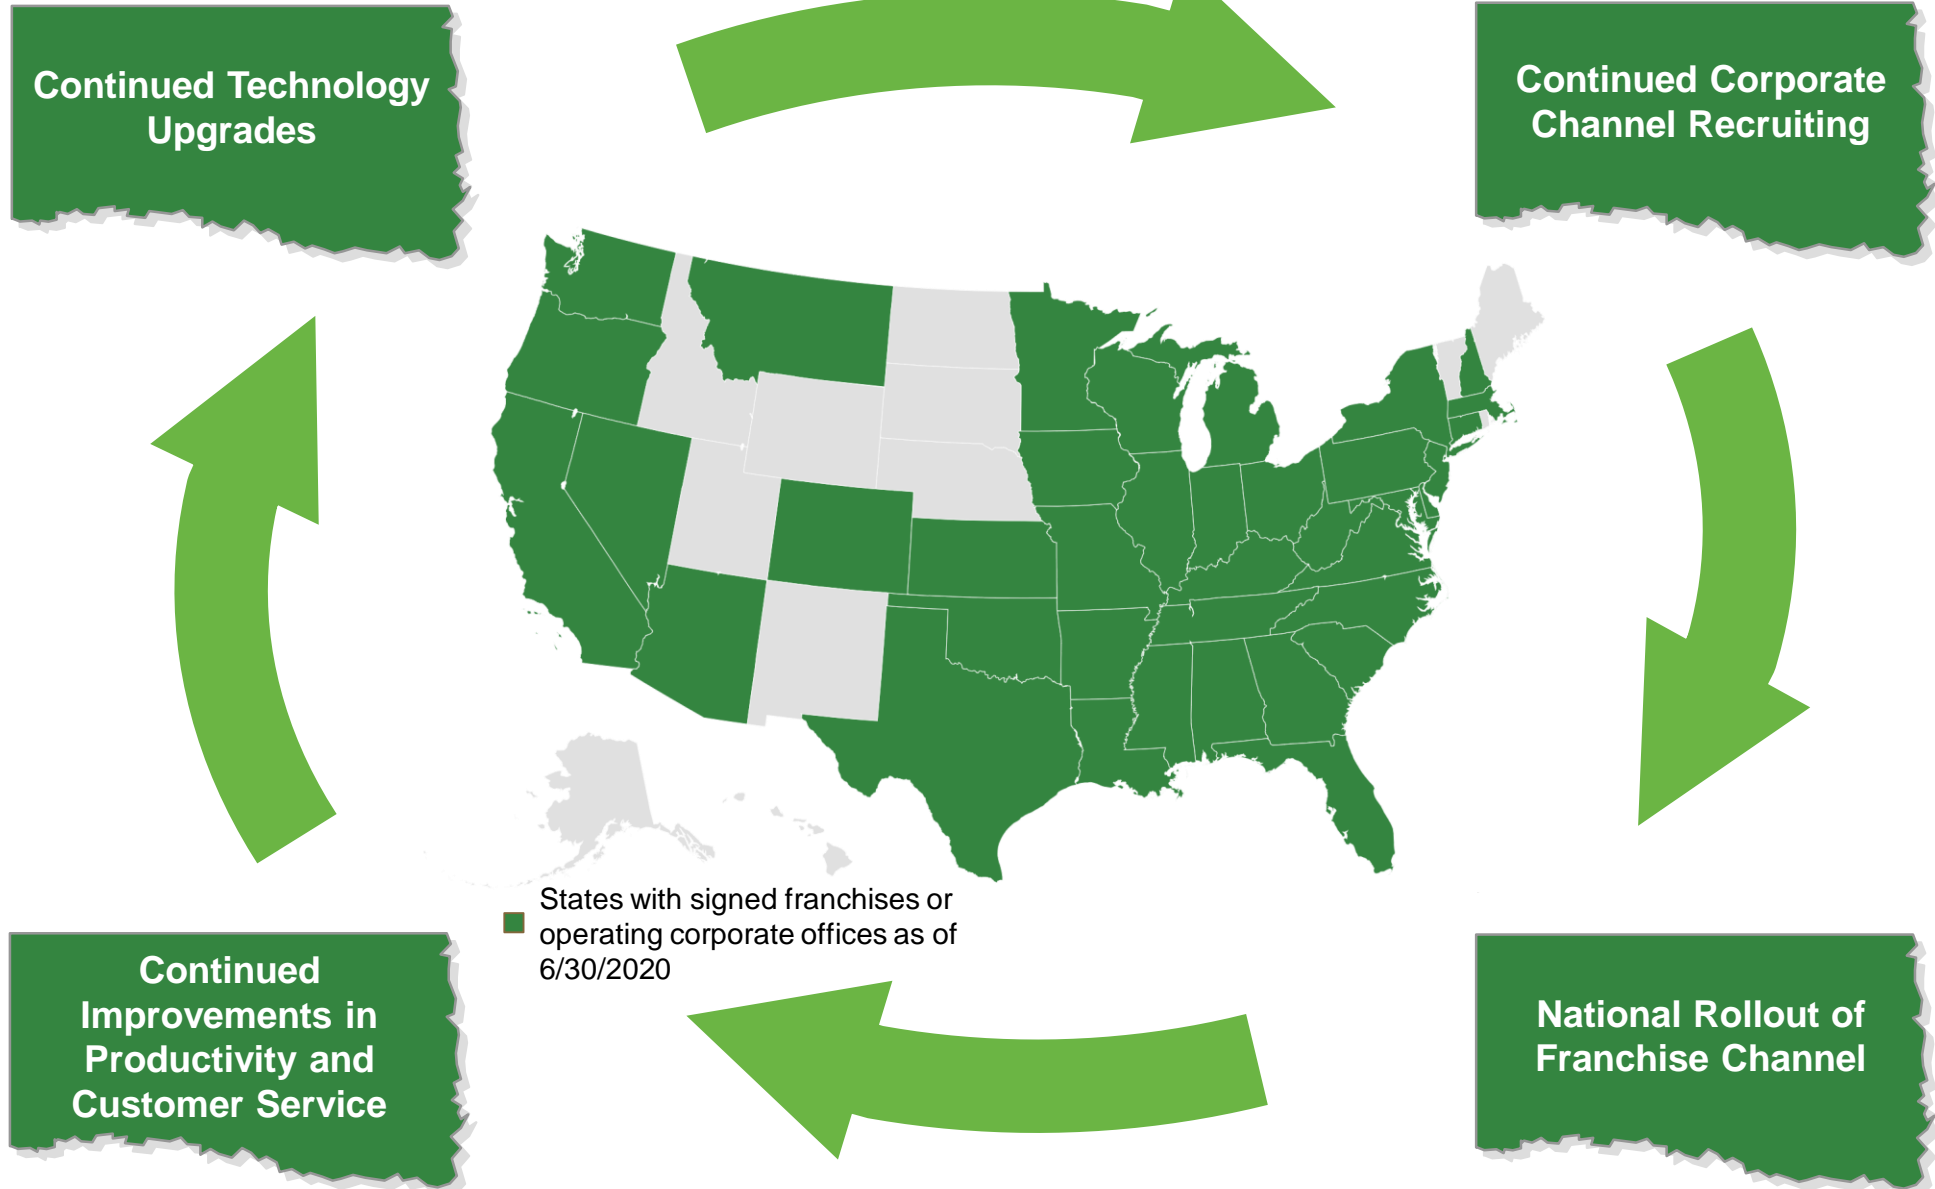 Continued Technology
Upgrades
Continued Corporate
Channel Recruiting
States with signed franchises or
operating corporate offices as of
6/30/2020
Continued
Improvements in
Productivity and
Customer Service
National Rollout of
Franchise Channel